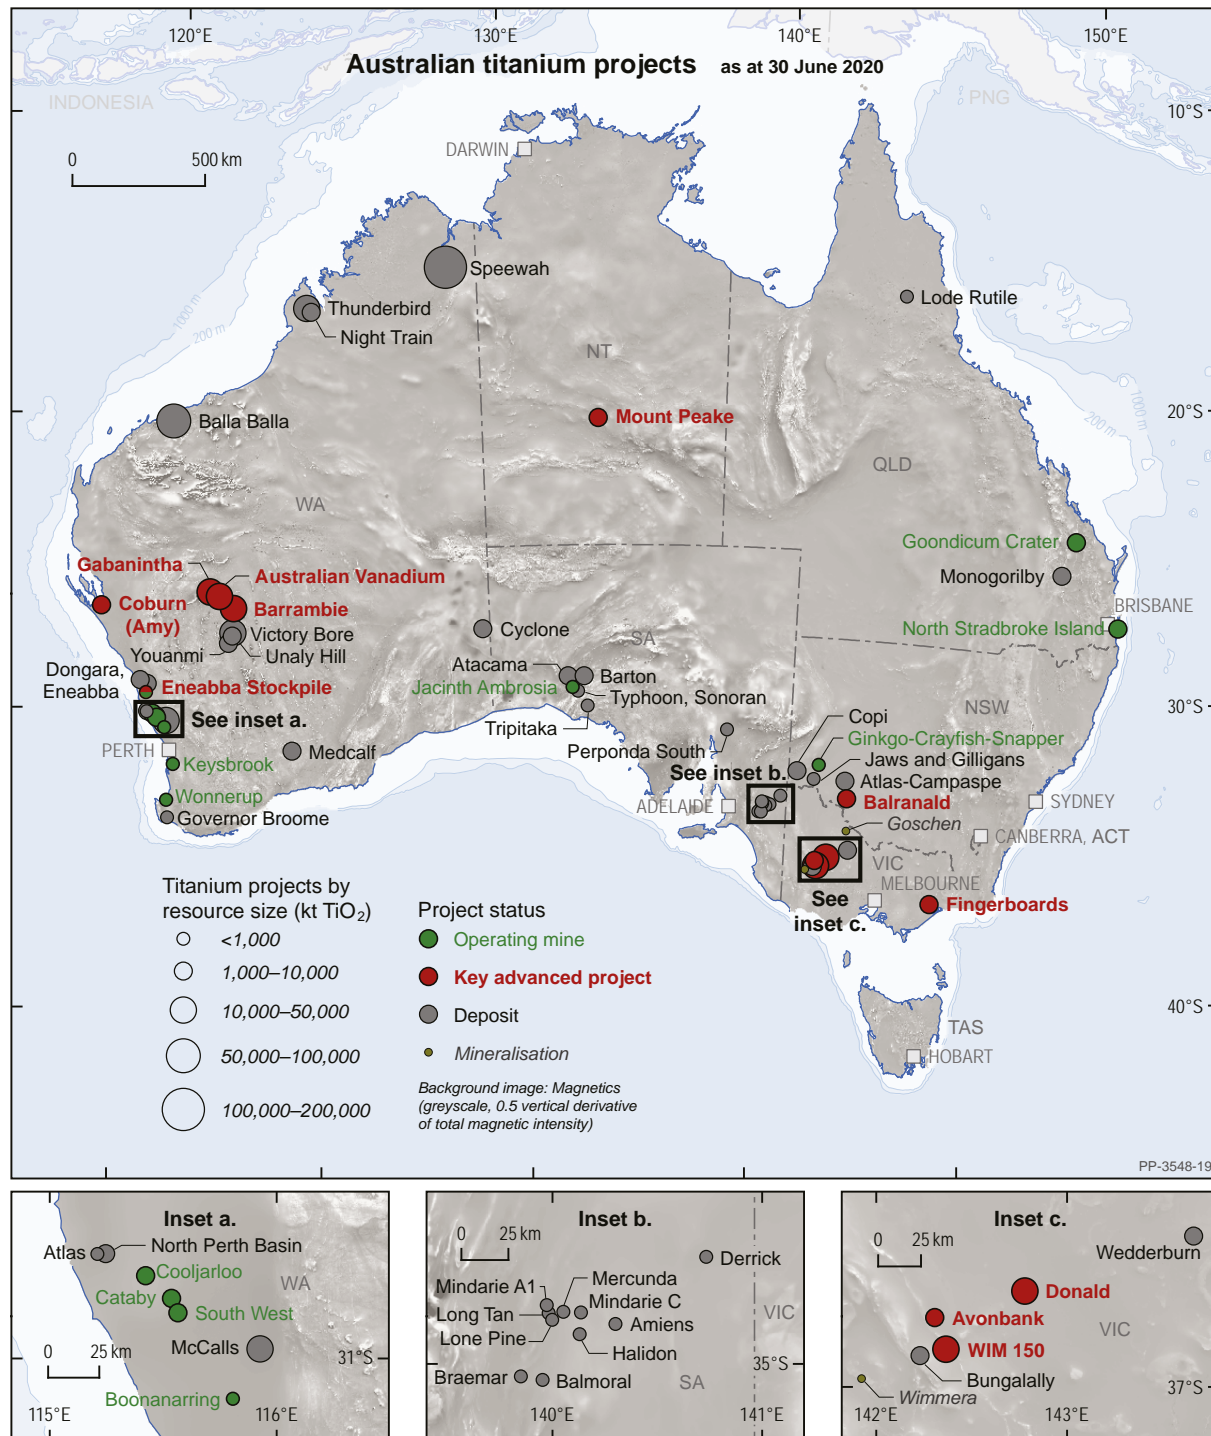 120°E
130°E
140°E
150°E
Australian titanium projects as at 30 June 2020
INDONESIA
PNG
10°S
0
500 km
DARWIN
Speewah
Lode Rutile
Thunderbird
Night Train
1000 m
200 m
NT
Mount Peake
20°S
200 m
1000 m
Balla Balla
QLD
WA
Goondicum Crater
Gabanintha
Australian Vanadium
Monogorilby
Coburn
(Amy)
Barrambie
BRISBANE
Victory Bore
Cyclone
SA
North Stradbroke Island
Youanmi
Unaly Hill
Dongara,
Eneabba
Atacama
Barton
Eneabba Stockpile
Jacinth Ambrosia
Typhoon, Sonoran
NSW
30°S
See inset a.
Tripitaka
Copi
PERTH
Medcalf
Perponda South
Ginkgo-Crayfish-Snapper
Keysbrook
Jaws and Gilligans
See inset b.
Atlas-Campaspe
Wonnerup
ADELAIDE
Balranald
SYDNEY
Governor Broome
Goschen
CANBERRA, ACT
VIC
MELBOURNE
See
inset c.
Fingerboards
Titanium projects by
resource size (kt TiO₂)
<1,000
1,000–10,000
10,000–50,000
50,000–100,000
100,000–200,000
Project status
Operating mine
Key advanced project
Deposit
Mineralisation
Background image: Magnetics
(greyscale, 0.5 vertical derivative
of total magnetic intensity)
40°S
TAS
HOBART
PP-3548-19
Inset a.
Atlas
North Perth Basin
Cooljarloo
WA
Cataby
South West
McCalls
0
25 km
31°S
Boonanarring
115°E
116°E
Inset b.
0
25 km
Derrick
Mindarie A1
Mercunda
Long Tan
Mindarie C
VIC
Lone Pine
Amiens
Halidon
35°S
Braemar
Balmoral
SA
140°E
141°E
Inset c.
0
25 km
Wedderburn
Donald
Avonbank
VIC
WIM 150
Bungalally
Wimmera
37°S
142°E
143°E